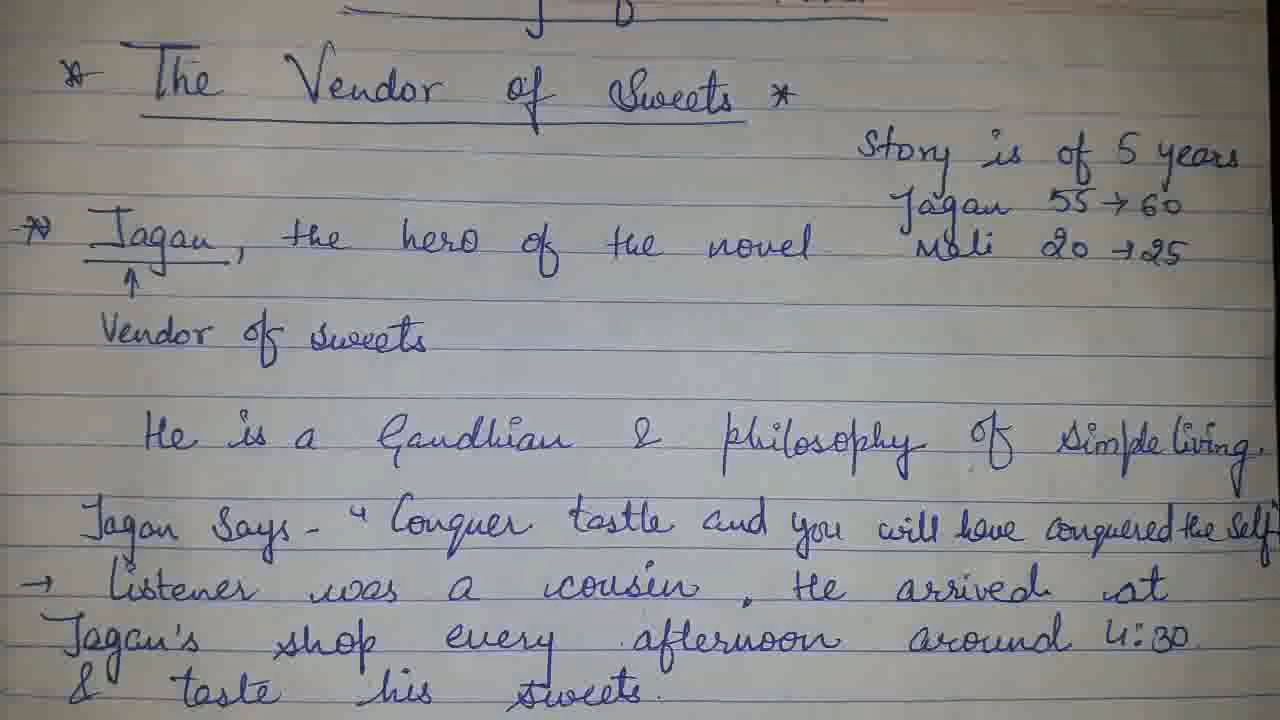 * The Vendor of Sweets *
Story is of 5 years
Jagan 55 → 60
Mali 20 → 25
→ Jagan, the hero of the novel
↑
Vendor of sweets
He is a Gandhian & philosophy of simple living.
Jagan says - "Conquer tastle and you will have conquered the self"
→ listener was a cousin. He arrived at
Jagan's shop every afternoon around 4:30
& taste his sweets.